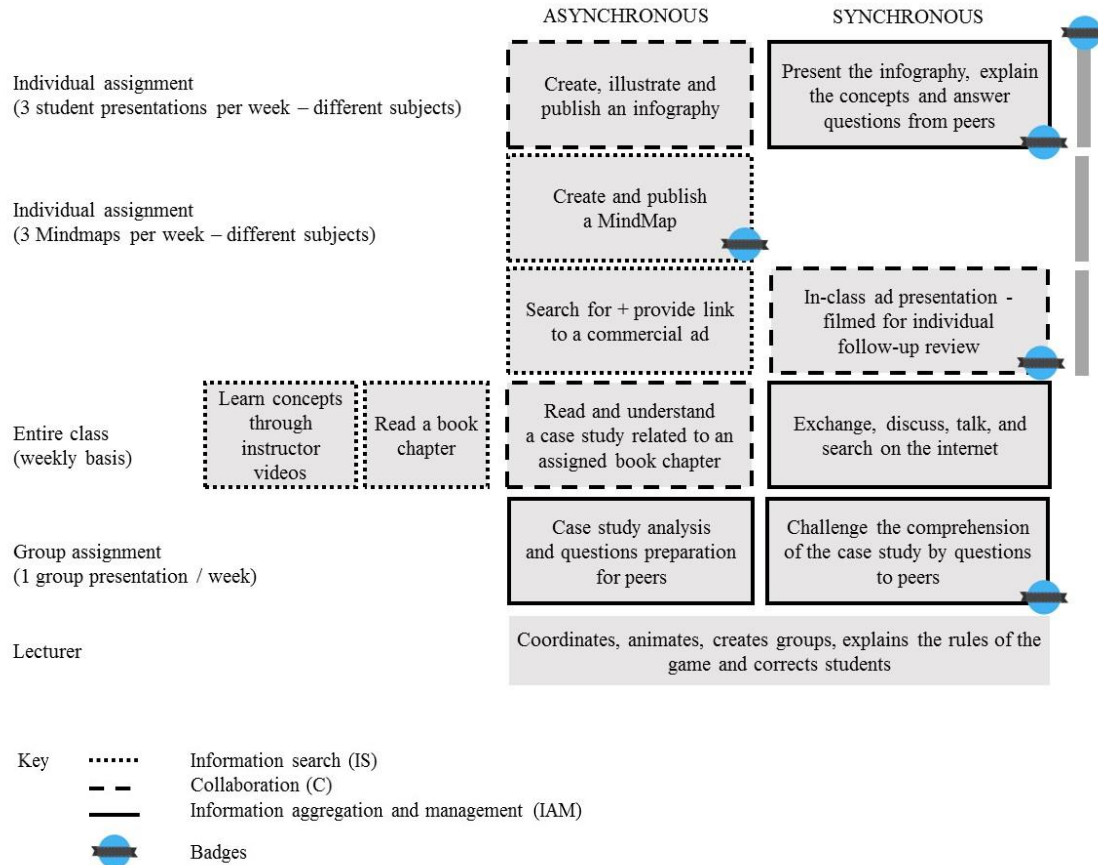 ASYNCHRONOUS
SYNCHRONOUS
Individual assignment
(3 student presentations per week – different subjects)
Create, illustrate and
publish an infography
Present the infography, explain
the concepts and answer
questions from peers
Individual assignment
(3 Mindmaps per week – different subjects)
Create and publish
a MindMap
Search for + provide link
to a commercial ad
In-class ad presentation -
filmed for individual
follow-up review
Entire class
(weekly basis)
Learn concepts
through
instructor
videos
Read a book
chapter
Read and understand
a case study related to an
assigned book chapter
Exchange, discuss, talk, and
search on the internet
Group assignment
(1 group presentation / week)
Case study analysis
and questions preparation
for peers
Challenge the comprehension
of the case study by questions
to peers
Lecturer
Coordinates, animates, creates groups, explains the rules of the
game and corrects students
Key
Information search (IS)
Collaboration (C)
Information aggregation and management (IAM)
Badges